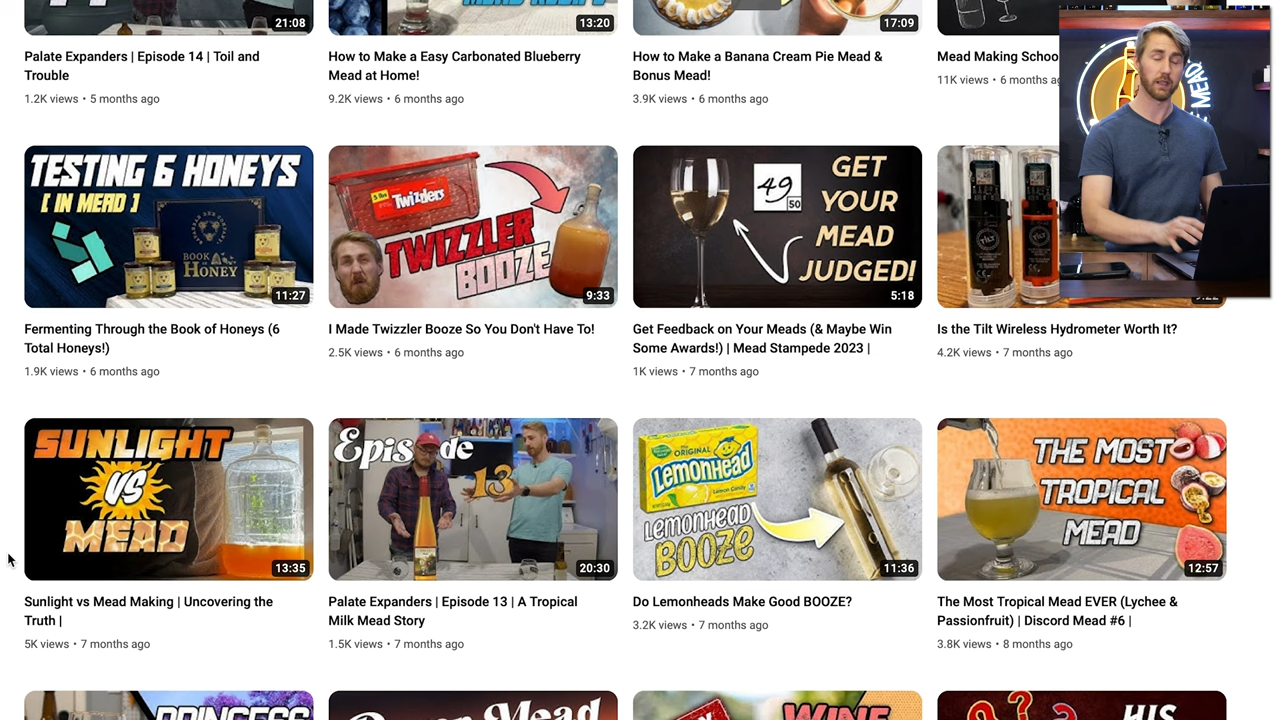 21:08
13:20
17:09
Palate Expanders | Episode 14 | Toil and
Trouble
1.2K views • 5 months ago
How to Make a Easy Carbonated Blueberry
Mead at Home!
9.2K views • 6 months ago
How to Make a Banana Cream Pie Mead &
Bonus Mead!
3.9K views • 6 months ago
Mead Making Schoo
11K views • 6 months ag
MEAD
TESTING 6 HONEYS
[ IN MEAD ]
BOOK
OF
HONEY
11:27
Twizzlers
TWIZZLER
BOOZE
9:33
49
50
GET
YOUR
MEAD
JUDGED!
5:18
TILT
Fermenting Through the Book of Honeys (6
Total Honeys!)
1.9K views • 6 months ago
I Made Twizzler Booze So You Don't Have To!
2.5K views • 6 months ago
Get Feedback on Your Meads (& Maybe Win
Some Awards!) | Mead Stampede 2023 |
1K views • 7 months ago
Is the Tilt Wireless Hydrometer Worth It?
4.2K views • 7 months ago
SUNLIGHT
VS
MEAD
13:35
Episode
13
20:30
ORIGINAL
LEMONHEAD
Lemon Candy
LEMONHEAD
BOOZE
11:36
THE MOST
TROPICAL
MEAD
12:57
Sunlight vs Mead Making | Uncovering the
Truth |
5K views • 7 months ago
Palate Expanders | Episode 13 | A Tropical
Milk Mead Story
1.5K views • 7 months ago
Do Lemonheads Make Good BOOZE?
3.2K views • 7 months ago
The Most Tropical Mead EVER (Lychee &
Passionfruit) | Discord Mead #6 |
3.8K views • 8 months ago
PRINCESS
Mead
WINE
HIS